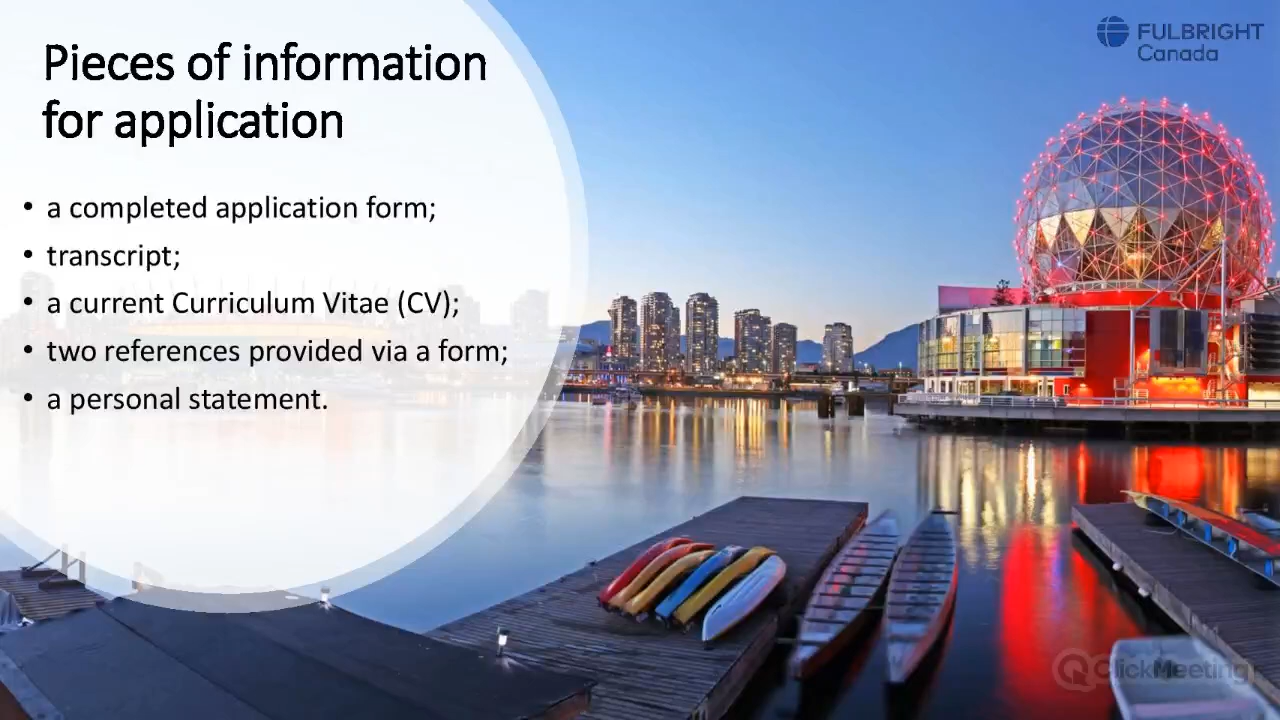 Pieces of information
for application
• a completed application form;
• transcript;
• a current Curriculum Vitae (CV);
• two references provided via a form;
• a personal statement.
FULBRIGHT
Canada
ClickMeeting